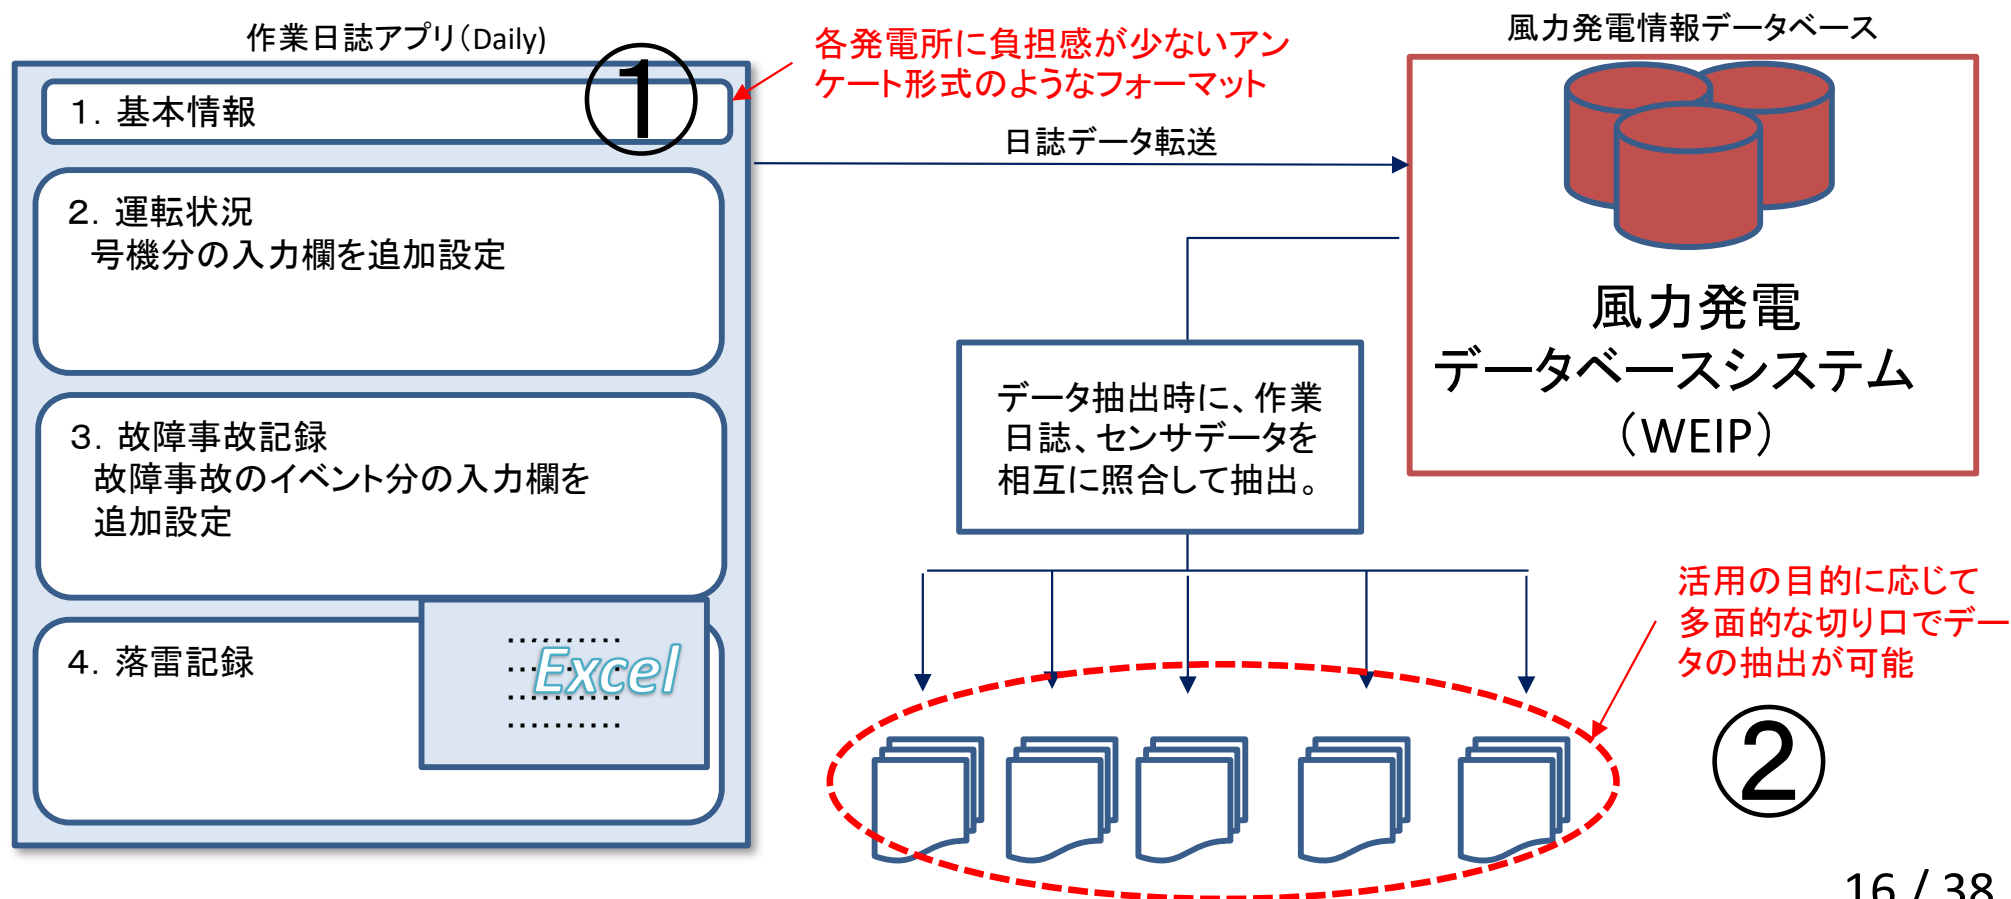 作業日誌アプリ(Daily)
①
1. 基本情報
2. 運転状況
号機分の入力欄を追加設定
3. 故障事故記録
故障事故のイベント分の入力欄を
追加設定
4. 落雷記録
Excel
各発電所に負担感が少ないアン
ケート形式のようなフォーマット
日誌データ転送
風力発電情報データベース
風力発電
データベースシステム
(WEIP)
データ抽出時に、作業
日誌、センサデータを
相互に照合して抽出。
活用の目的に応じて
多面的な切り口でデー
タの抽出が可能
②
16 / 38